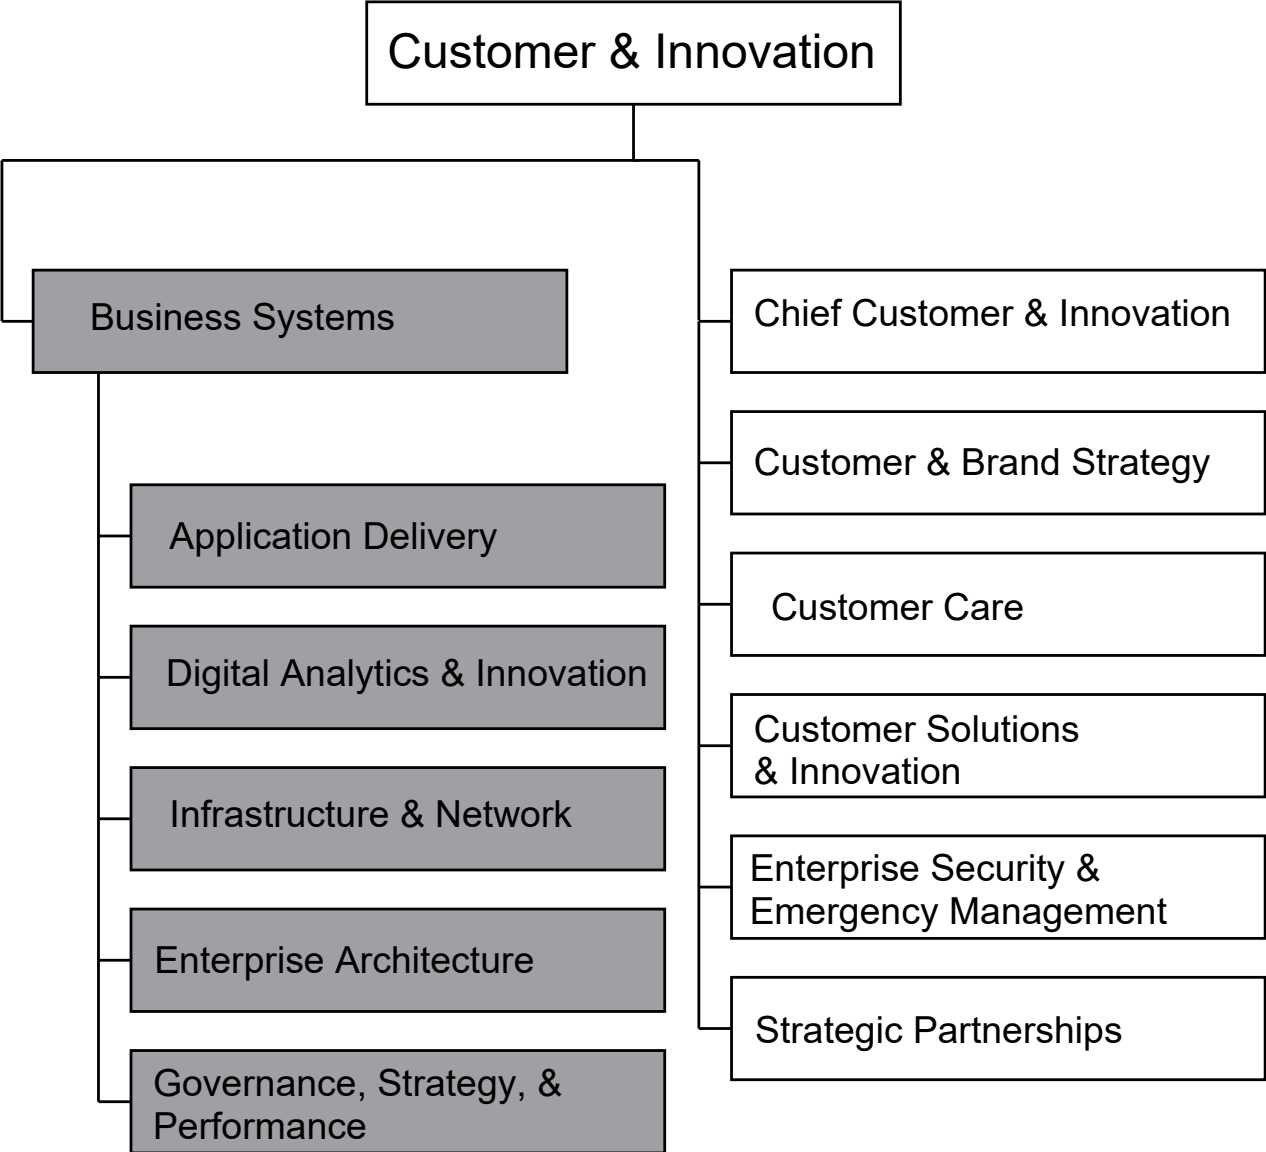 Customer & Innovation
Business Systems
Application Delivery
Digital Analytics & Innovation
Infrastructure & Network
Enterprise Architecture
Governance, Strategy, &
Performance
Chief Customer & Innovation
Customer & Brand Strategy
Customer Care
Customer Solutions
& Innovation
Enterprise Security &
Emergency Management
Strategic Partnerships